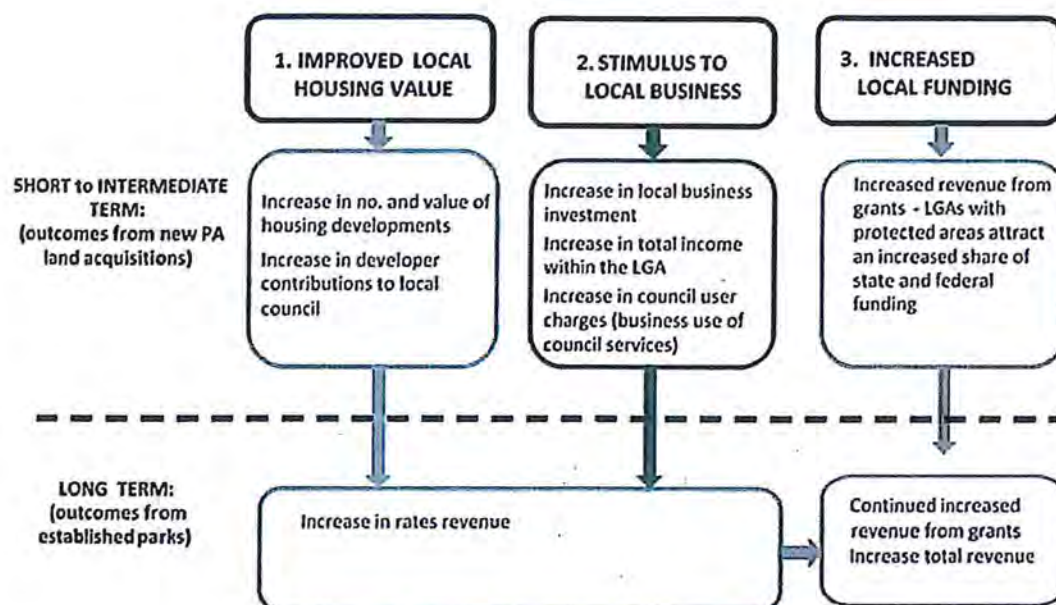 1. IMPROVED LOCAL
HOUSING VALUE
2. STIMULUS TO
LOCAL BUSINESS
3. INCREASED
LOCAL FUNDING
SHORT to INTERMEDIATE
TERM:
(outcomes from new PA
land acquisitions)
Increase in no. and value of
housing developments
Increase in developer
contributions to local
council
Increase in local business
investment
Increase in total income
within the LGA
Increase in council user
charges (business use of
council services)
Increased revenue from
grants - LGAs with
protected areas attract
an increased share of
state and federal
funding
LONG TERM:
(outcomes from
established parks)
Increase in rates revenue
Continued increased
revenue from grants
Increase total revenue